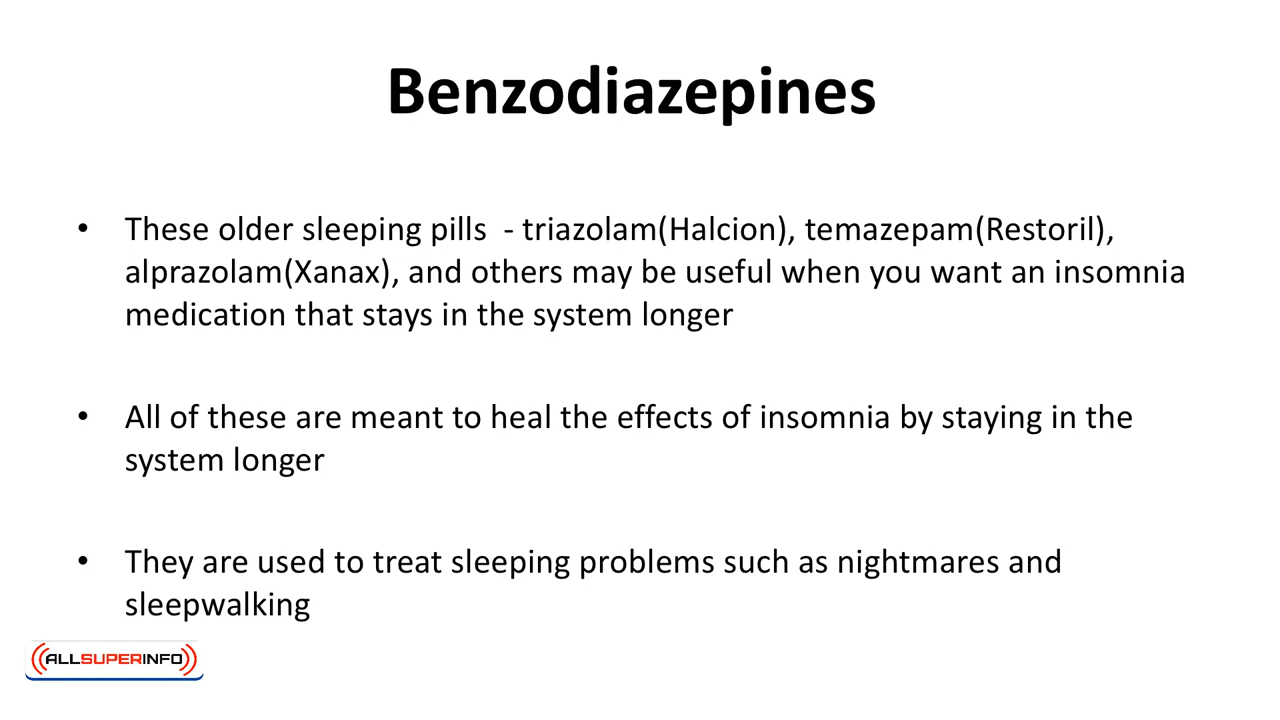 Benzodiazepines
• These older sleeping pills - triazolam(Halcion), temazepam(Restoril),
alprazolam(Xanax), and others may be useful when you want an insomnia
medication that stays in the system longer
• All of these are meant to heal the effects of insomnia by staying in the
system longer
• They are used to treat sleeping problems such as nightmares and
sleepwalking
ALLSUPERINFO